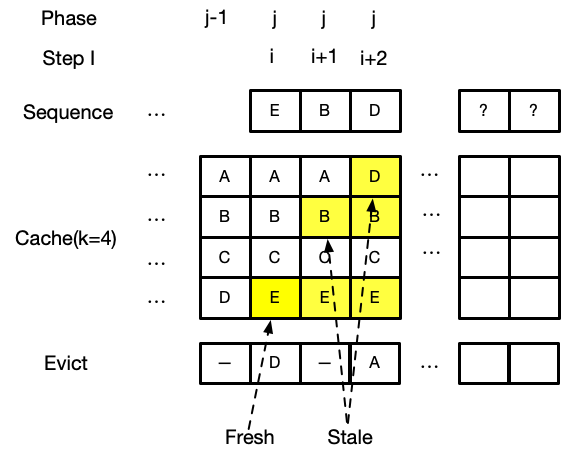 Phase j-1 j j j
Step I i i+1 i+2
Sequence ... E B D ? ?
... A A A D ...
... B B B B ...
Cache(k=4)
... C C C C ...
... D E E E
Evict – D – A ...
Fresh Stale